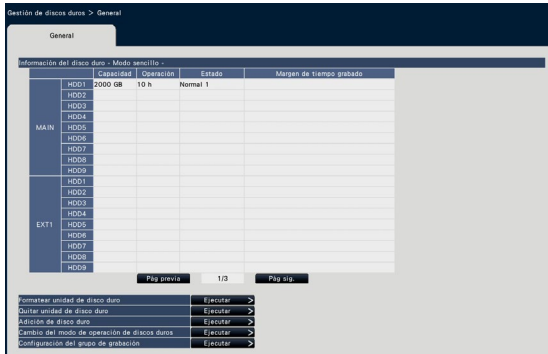 Gestión de discos duros > General
General
Información del disco duro - Modo sencillo -
Capacidad Operación Estado Margen de tiempo grabado
MAIN HDD1 2000 GB 10 h Normal 1
HDD2
HDD3
HDD4
HDD5
HDD6
HDD7
HDD8
HDD9
EXT1 HDD1
HDD2
HDD3
HDD4
HDD5
HDD6
HDD7
HDD8
HDD9
Pág previa 1/3 Pág sig.
Formatear unidad de disco duro Ejecutar >
Quitar unidad de disco duro Ejecutar >
Adición de disco duro Ejecutar >
Cambio del modo de operación de discos duros Ejecutar >
Configuración del grupo de grabación Ejecutar >